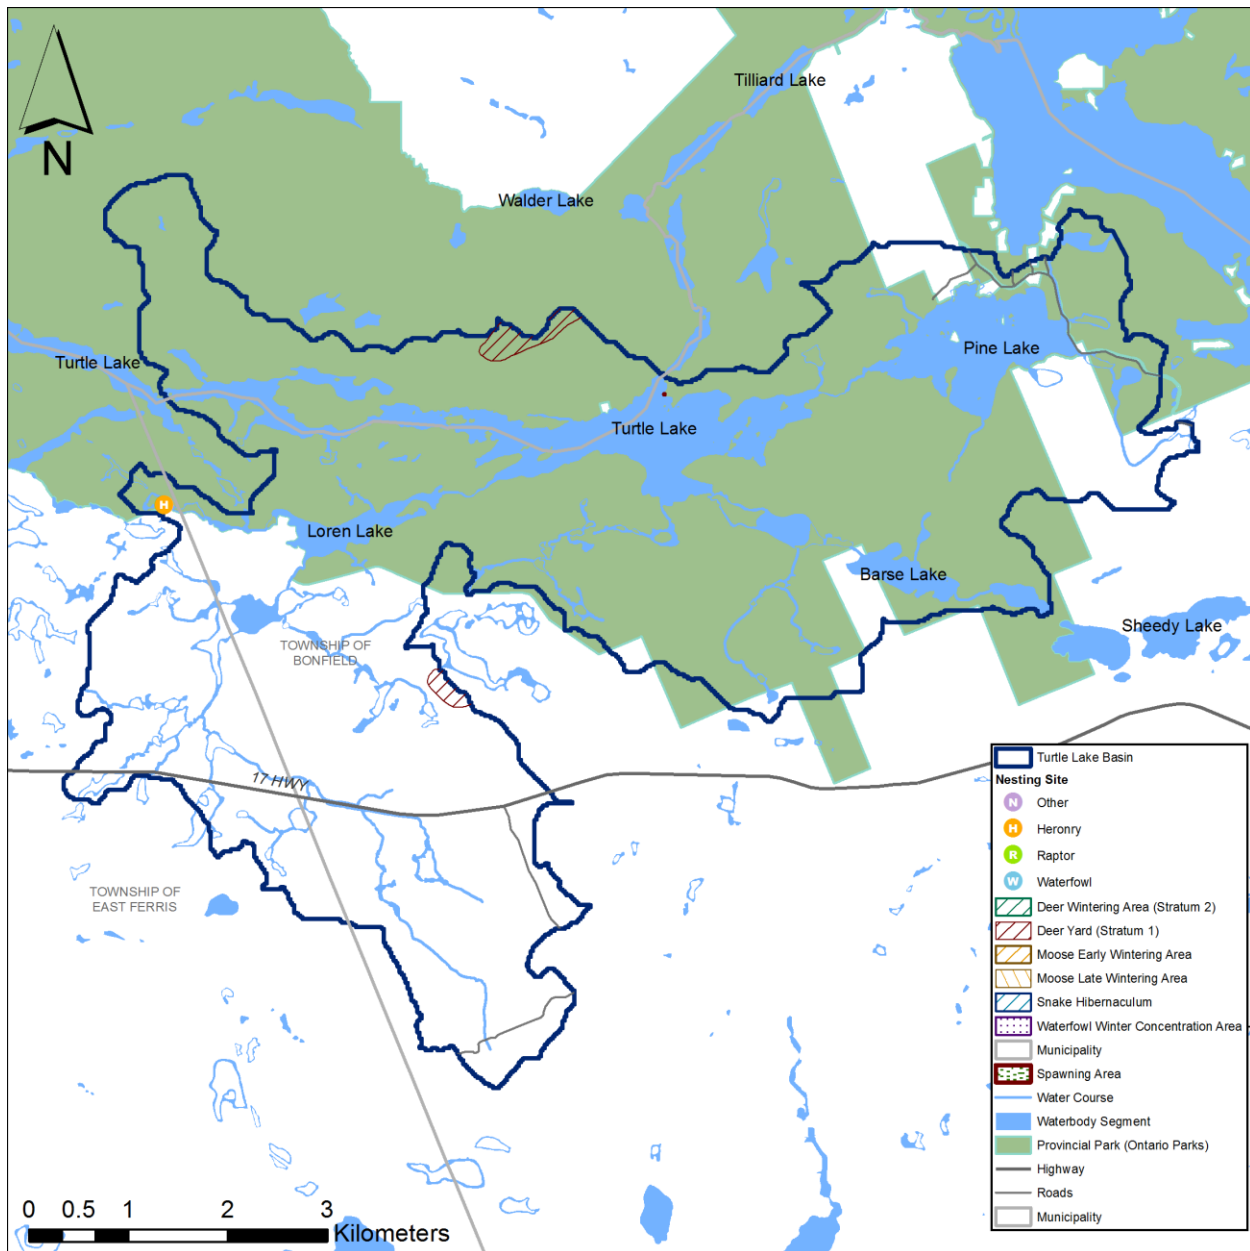 Tilliard Lake
N
Walder Lake
Pine Lake
Turtle Lake
Turtle Lake
H
Loren Lake
Barse Lake
Sheedy Lake
TOWNSHIP OF
BONFIELD
17 HWY
TOWNSHIP OF
EAST FERRIS
Turtle Lake Basin
Nesting Site
N Other
H Heronry
R Raptor
W Waterfowl
Deer Wintering Area (Stratum 2)
Deer Yard (Stratum 1)
Moose Early Wintering Area
Moose Late Wintering Area
Snake Hibernaculum
Waterfowl Winter Concentration Area
Municipality
Spawning Area
Water Course
Waterbody Segment
Provincial Park (Ontario Parks)
Highway
Roads
Municipality
0 0.5 1 2 3
Kilometers